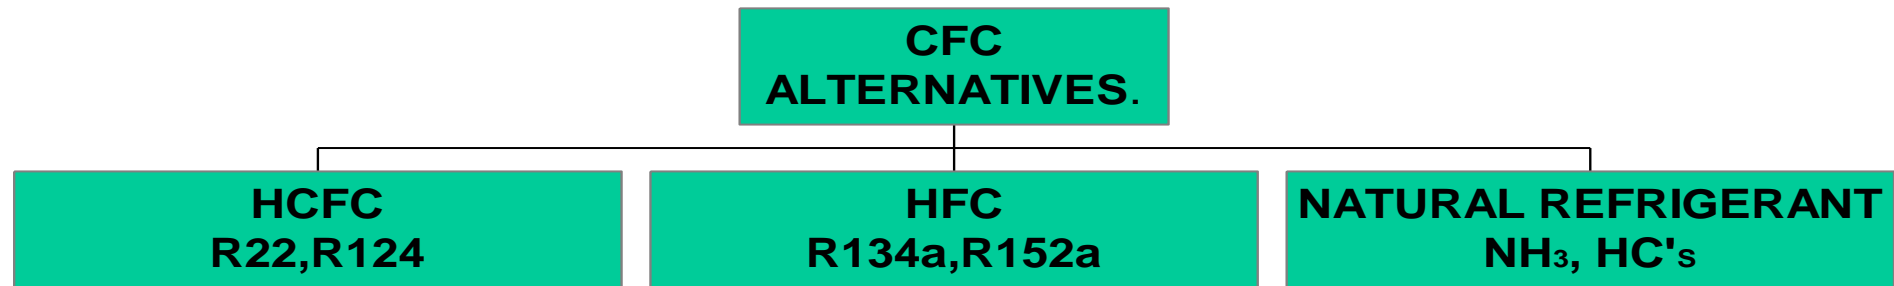 CFC
ALTERNATIVES.
HCFC
R22,R124
HFC
R134a,R152a
NATURAL REFRIGERANT
NH₃, HC's